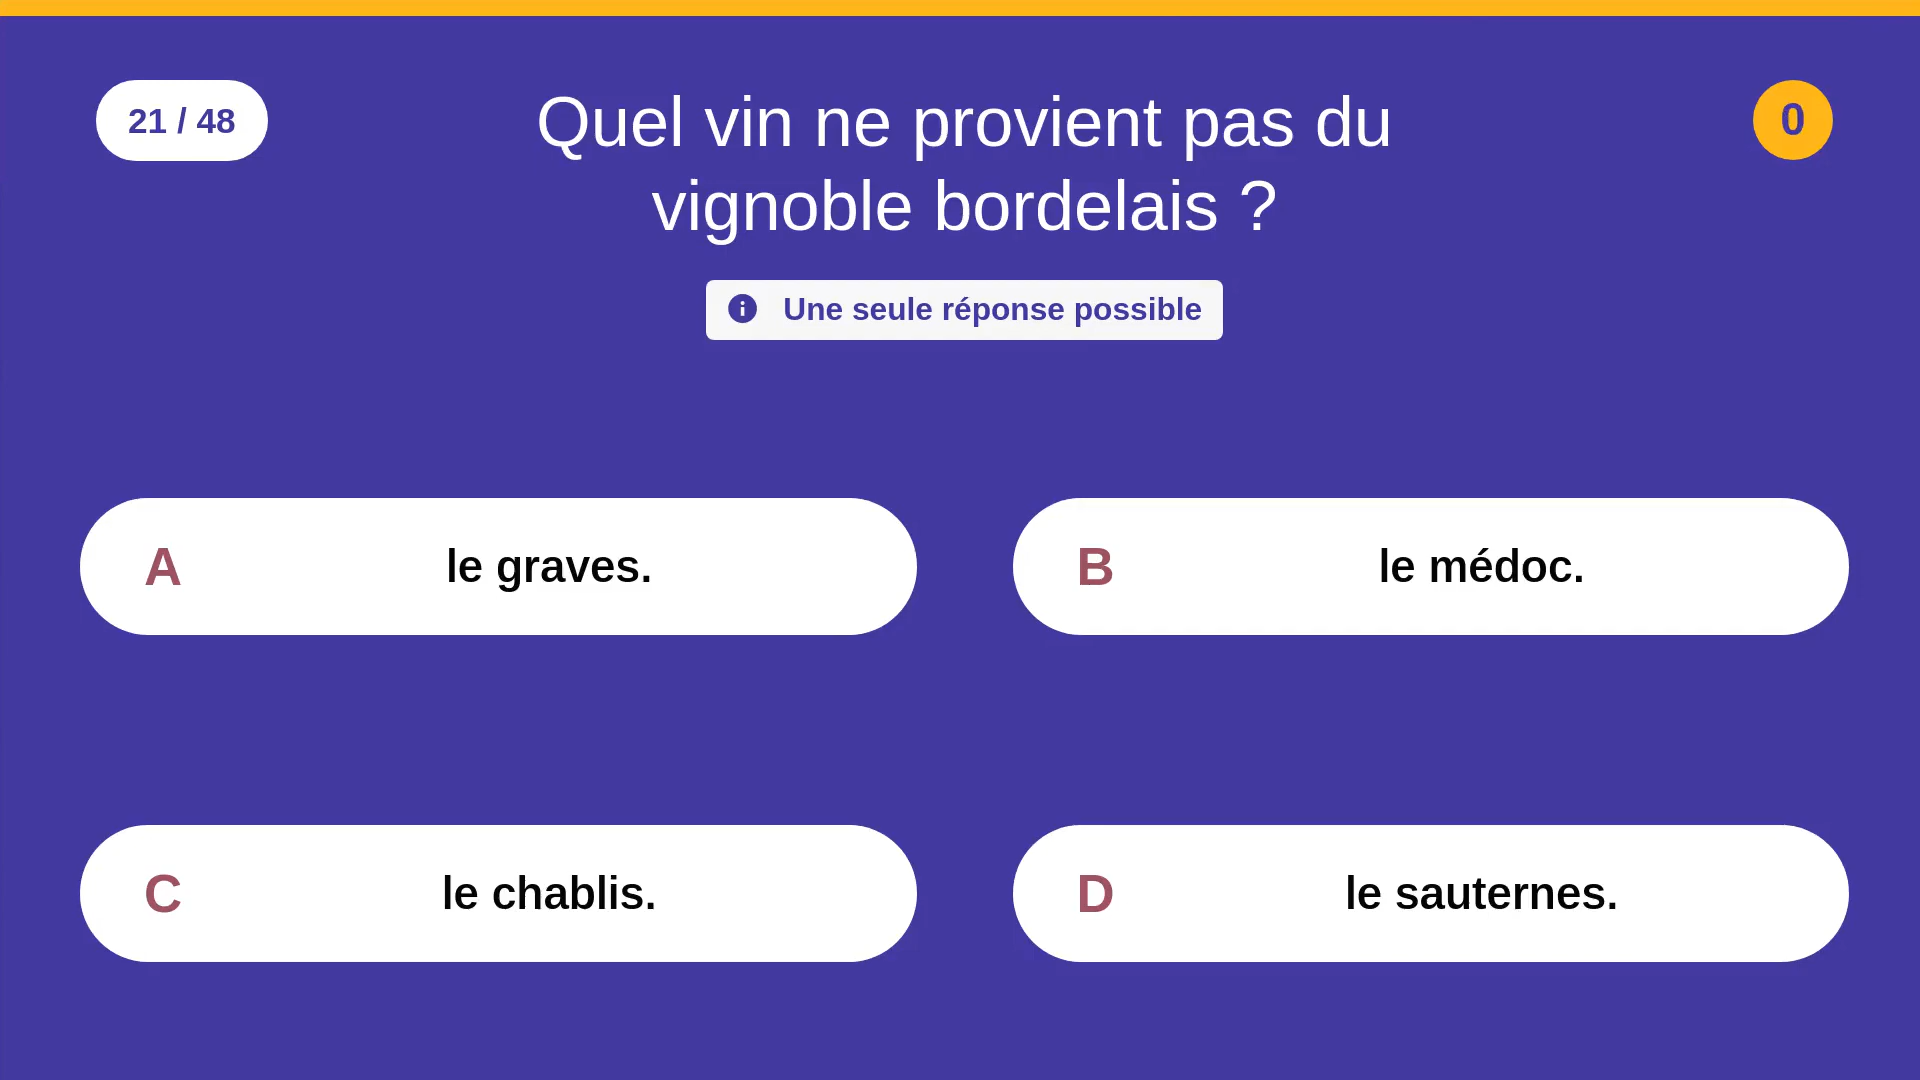 21 / 48
Quel vin ne provient pas du
vignoble bordelais ?
0
Une seule réponse possible
A le graves.
B le médoc.
C le chablis.
D le sauternes.